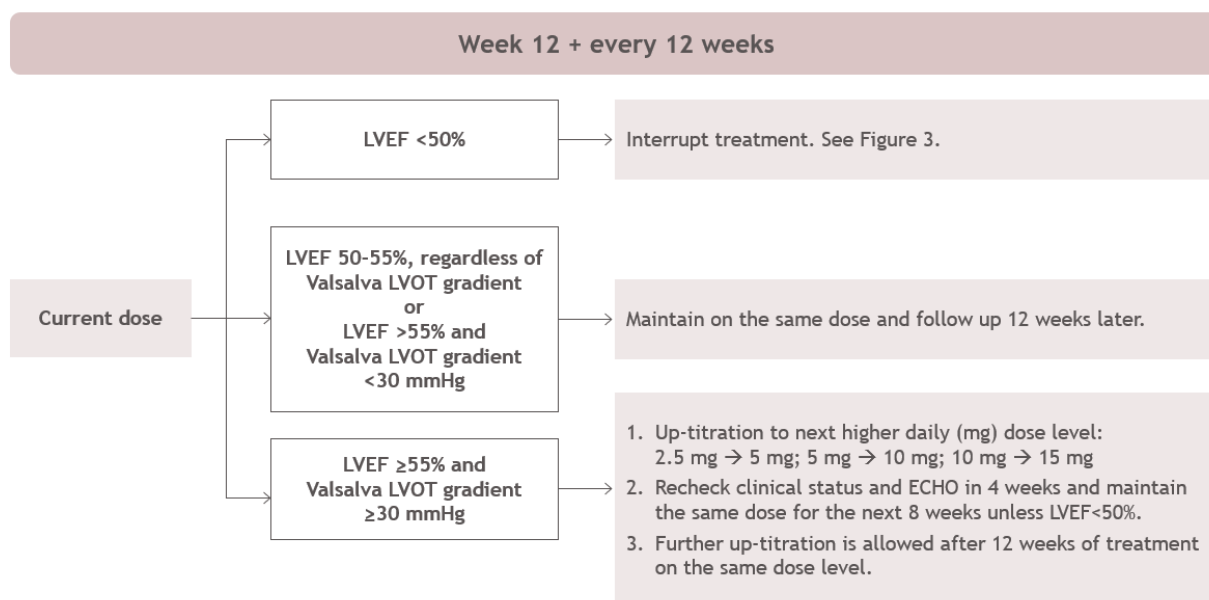 Week 12 + every 12 weeks
Current dose
LVEF <50%
Interrupt treatment. See Figure 3.
LVEF 50-55%, regardless of
Valsalva LVOT gradient
or
LVEF >55% and
Valsalva LVOT gradient
<30 mmHg
Maintain on the same dose and follow up 12 weeks later.
LVEF ≥55% and
Valsalva LVOT gradient
≥30 mmHg
1. Up-titration to next higher daily (mg) dose level:
2.5 mg → 5 mg; 5 mg → 10 mg; 10 mg → 15 mg
2. Recheck clinical status and ECHO in 4 weeks and maintain
the same dose for the next 8 weeks unless LVEF<50%.
3. Further up-titration is allowed after 12 weeks of treatment
on the same dose level.